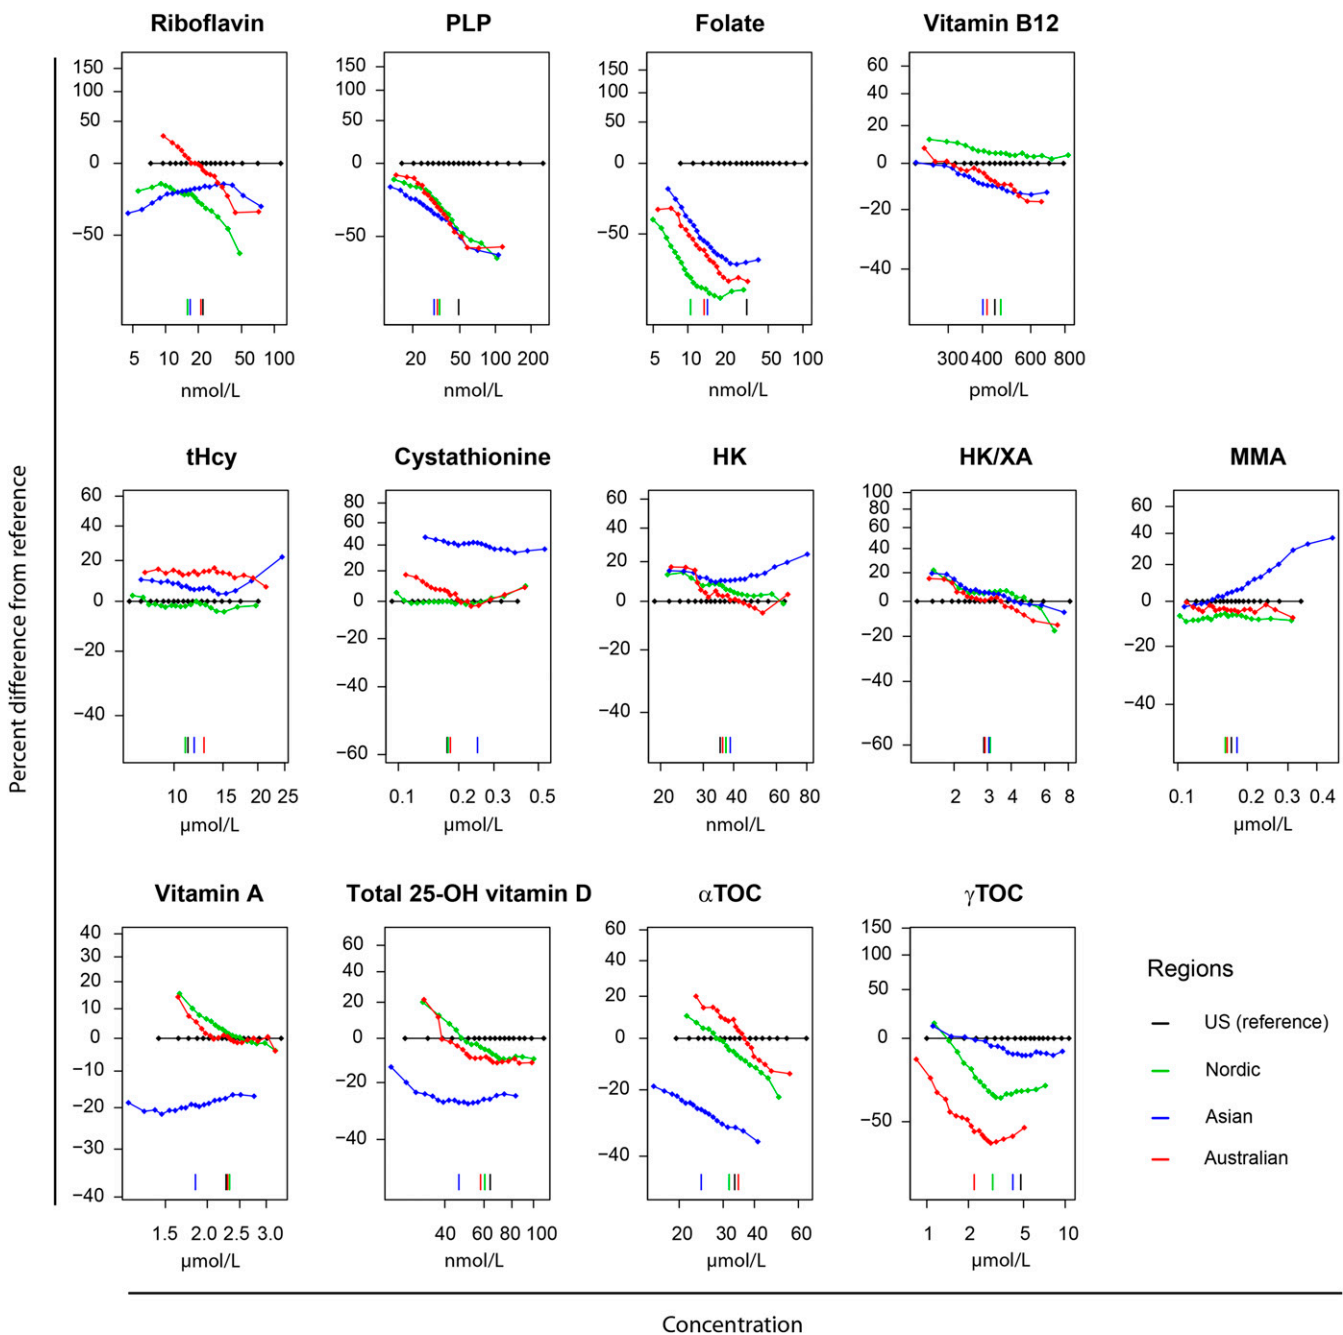 Riboflavin
150
100
50
0
−50
5 10 20 50 100
nmol/L
PLP
150
100
50
0
−50
20 50 100 200
nmol/L
Folate
150
100
50
0
−50
5 10 20 50 100
nmol/L
Vitamin B12
60
40
20
0
−20
−40
300 400 600 800
pmol/L
Percent difference from reference
tHcy
60
40
20
0
−20
−40
10 15 20 25
µmol/L
Cystathionine
80
60
40
20
0
−20
−40
−60
0.1 0.2 0.3 0.5
µmol/L
HK
60
40
20
0
−20
−40
20 30 40 60 80
nmol/L
HK/XA
100
80
60
40
20
0
−20
−40
−60
2 3 4 6 8
MMA
60
40
20
0
−20
−40
0.1 0.2 0.3 0.4
µmol/L
Vitamin A
40
30
20
10
0
−10
−20
−30
−40
1.5 2.0 2.5 3.0
µmol/L
Total 25-OH vitamin D
60
40
20
0
−20
−40
40 60 80 100
nmol/L
αTOC
60
40
20
0
−20
−40
20 30 40 60
µmol/L
γTOC
150
100
50
0
−50
1 2 5 10
µmol/L
Regions
US (reference)
Nordic
Asian
Australian
Concentration